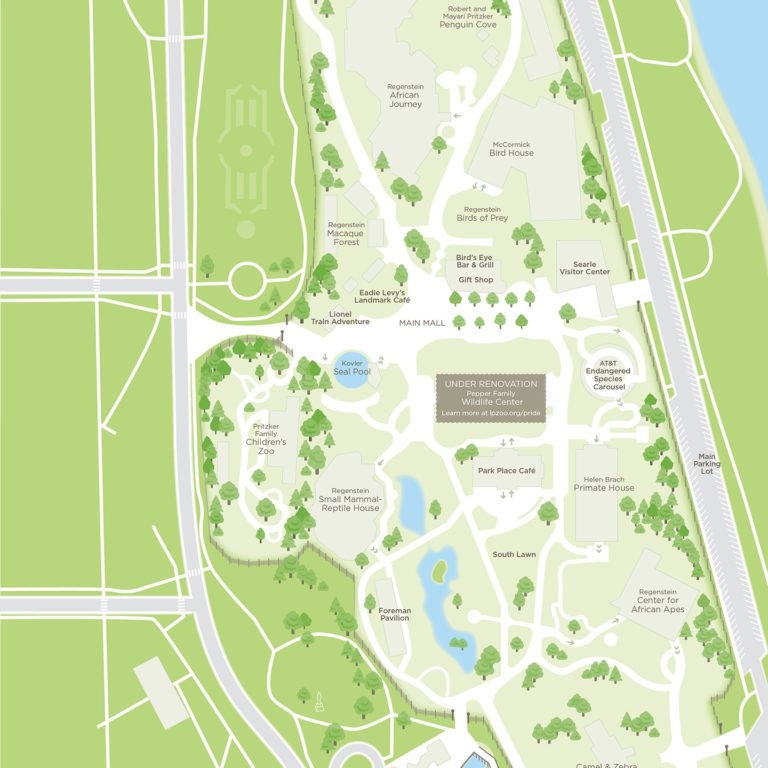 Robert and
Mayari Pritzker
Penguin Cove
Regenstein
African
Journey
McCormick
Bird House
Regenstein
Birds of Prey
Regenstein
Macaque
Forest
Bird's Eye
Bar & Grill
Gift Shop
Searle
Visitor Center
Eadie Levy's
Landmark Café
Lionel
Train Adventure
MAIN MALL
Kovler
Seal Pool
AT&T
Endangered
Species
Carousel
UNDER RENOVATION
Pepper Family
Wildlife Center
Learn more at lpzoo.org/pride
Pritzker
Family
Children's
Zoo
Main
Parking
Lot
Park Place Café
Helen Brach
Primate House
Regenstein
Small Mammal-
Reptile House
South Lawn
Foreman
Pavilion
Regenstein
Center for
African Apes
Camel & Zebra